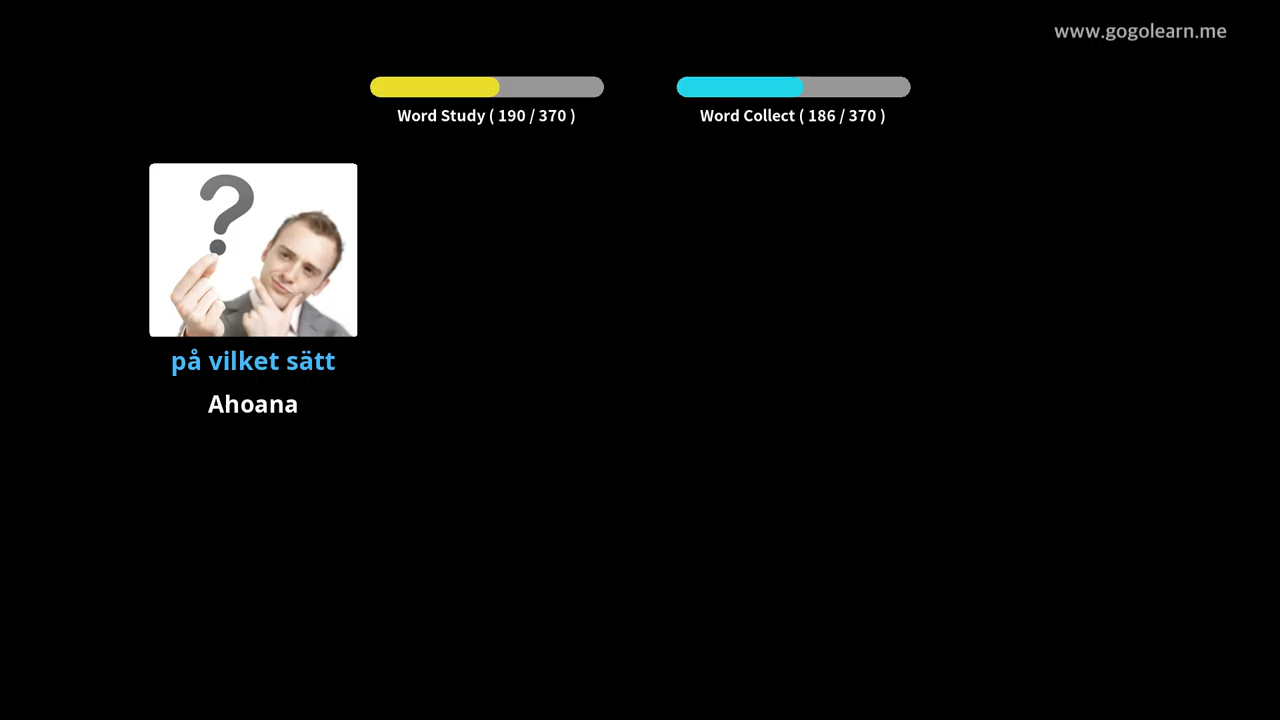 www.gogolearn.me
Word Study ( 190 / 370 )
Word Collect ( 186 / 370 )
?
på vilket sätt
Ahoana